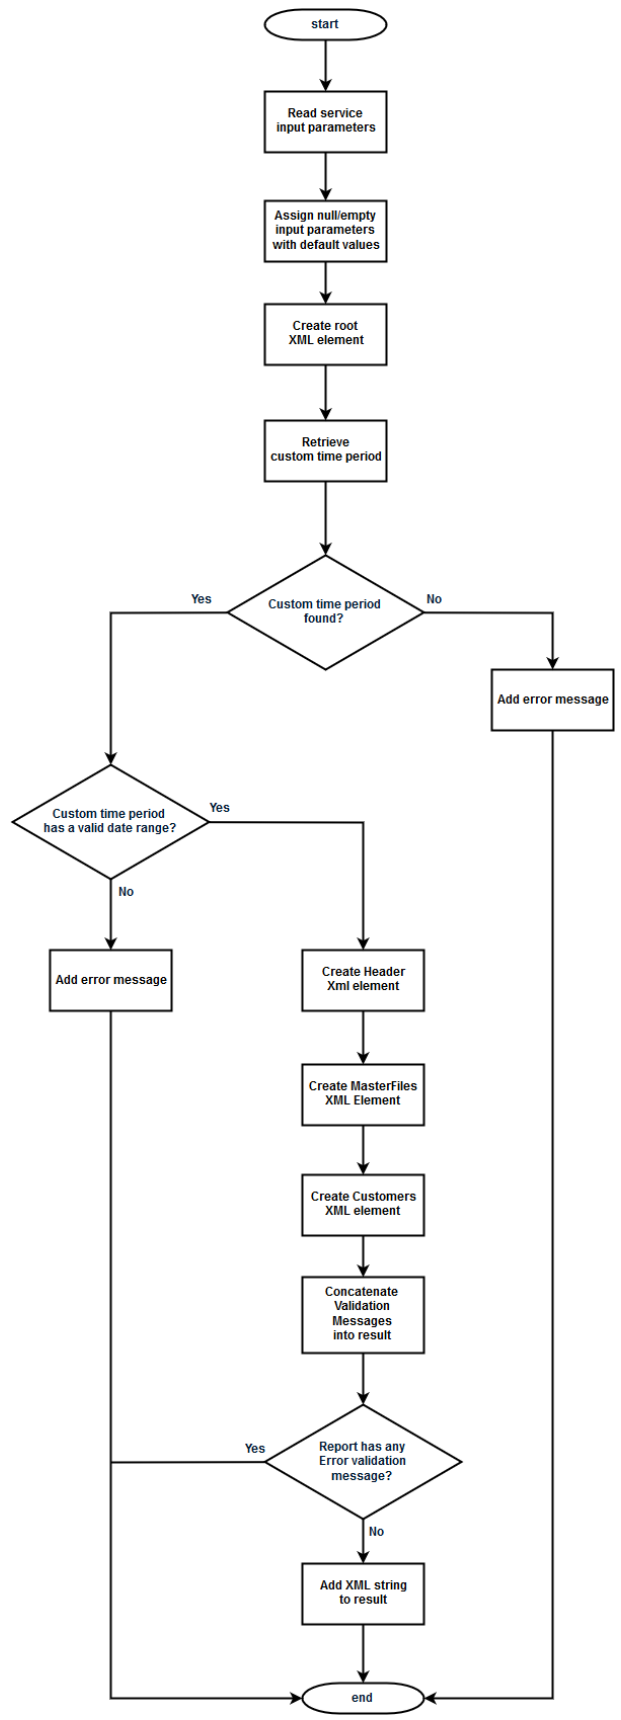 start
Read service
input parameters
Assign null/empty
input parameters
with default values
Create root
XML element
Retrieve
custom time period
Custom time period
found?
Yes
No
Add error message
Custom time period
has a valid date range?
Yes
No
Add error message
Create Header
Xml element
Create MasterFiles
XML Element
Create Customers
XML element
Concatenate
Validation
Messages
into result
Report has any
Error validation
message?
Yes
No
Add XML string
to result
end